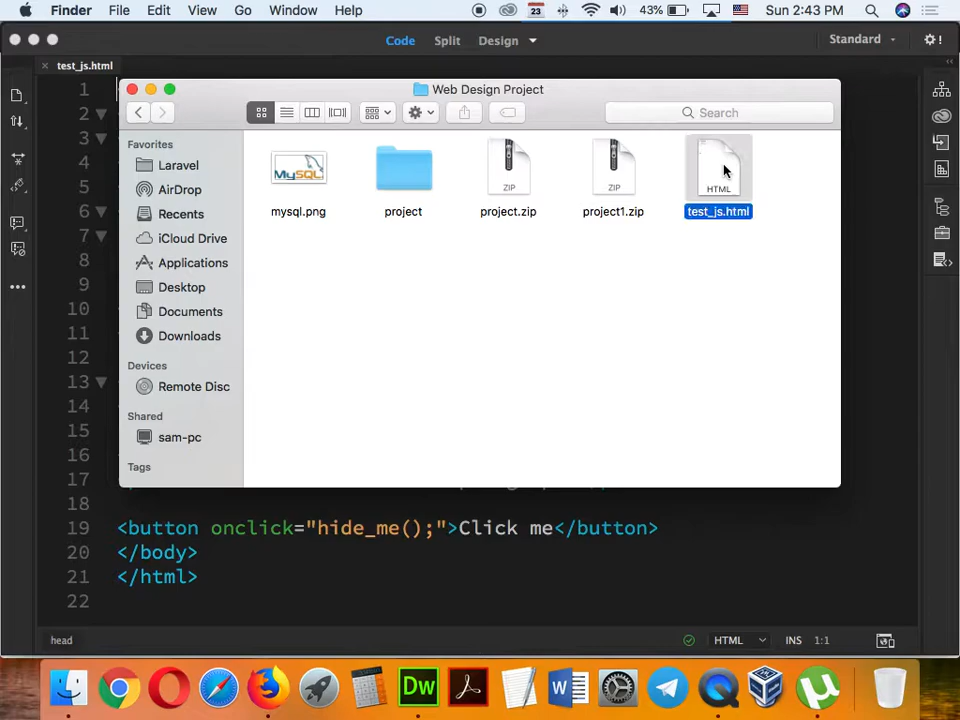 Finder File Edit View Go Window Help 23 43% Sun 2:43 PM
Code Split Design Standard
test_js.html
Web Design Project
Search
Favorites
Laravel
AirDrop
Recents
iCloud Drive
Applications
Desktop
Documents
Downloads
Devices
Remote Disc
Shared
sam-pc
Tags
MySQL
ZIP
ZIP
HTML
mysql.png project project.zip project1.zip test_js.html
1
2
3
4
5
6
7
8
9
10
11
12
13
14
15
16
17
18
19 <button onclick="hide_me();">Click me</button>
20 </body>
21 </html>
22
head HTML INS 1:1
Dw